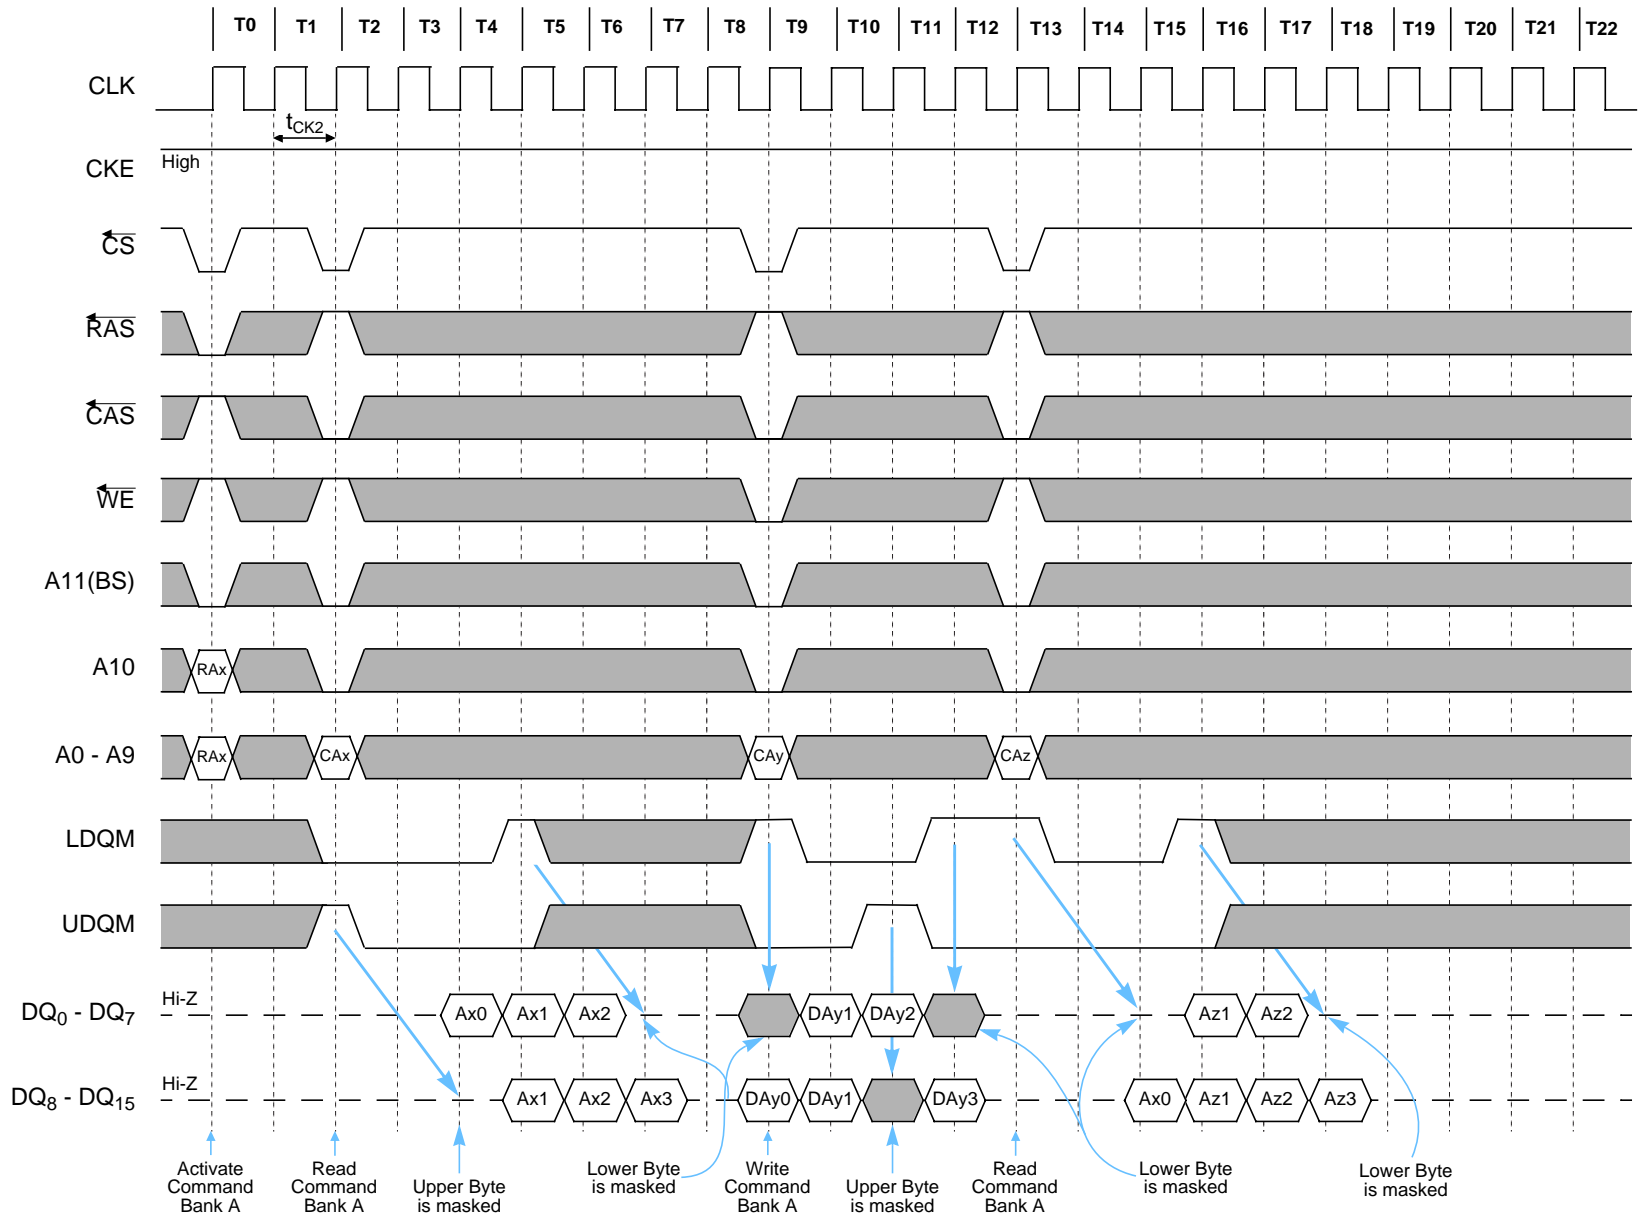 T0 T1 T2 T3 T4 T5 T6 T7 T8 T9 T10 T11 T12 T13 T14 T15 T16 T17 T18 T19 T20 T21 T22
CLK
tCK2
CKE
High
CS
RAS
CAS
WE
A11(BS)
A10
RAx
A0 - A9
RAx CAx CAy CAz
LDQM
UDQM
DQ0 - DQ7
Hi-Z
Ax0 Ax1 Ax2 DAy1 DAy2 Az1 Az2
DQ8 - DQ15
Hi-Z
Ax1 Ax2 Ax3 DAy0 DAy1 DAy3 Ax0 Az1 Az2 Az3
Activate
Command
Bank A
Read
Command
Bank A
Upper Byte
is masked
Lower Byte
is masked
Write
Command
Bank A
Upper Byte
is masked
Read
Command
Bank A
Lower Byte
is masked
Lower Byte
is masked